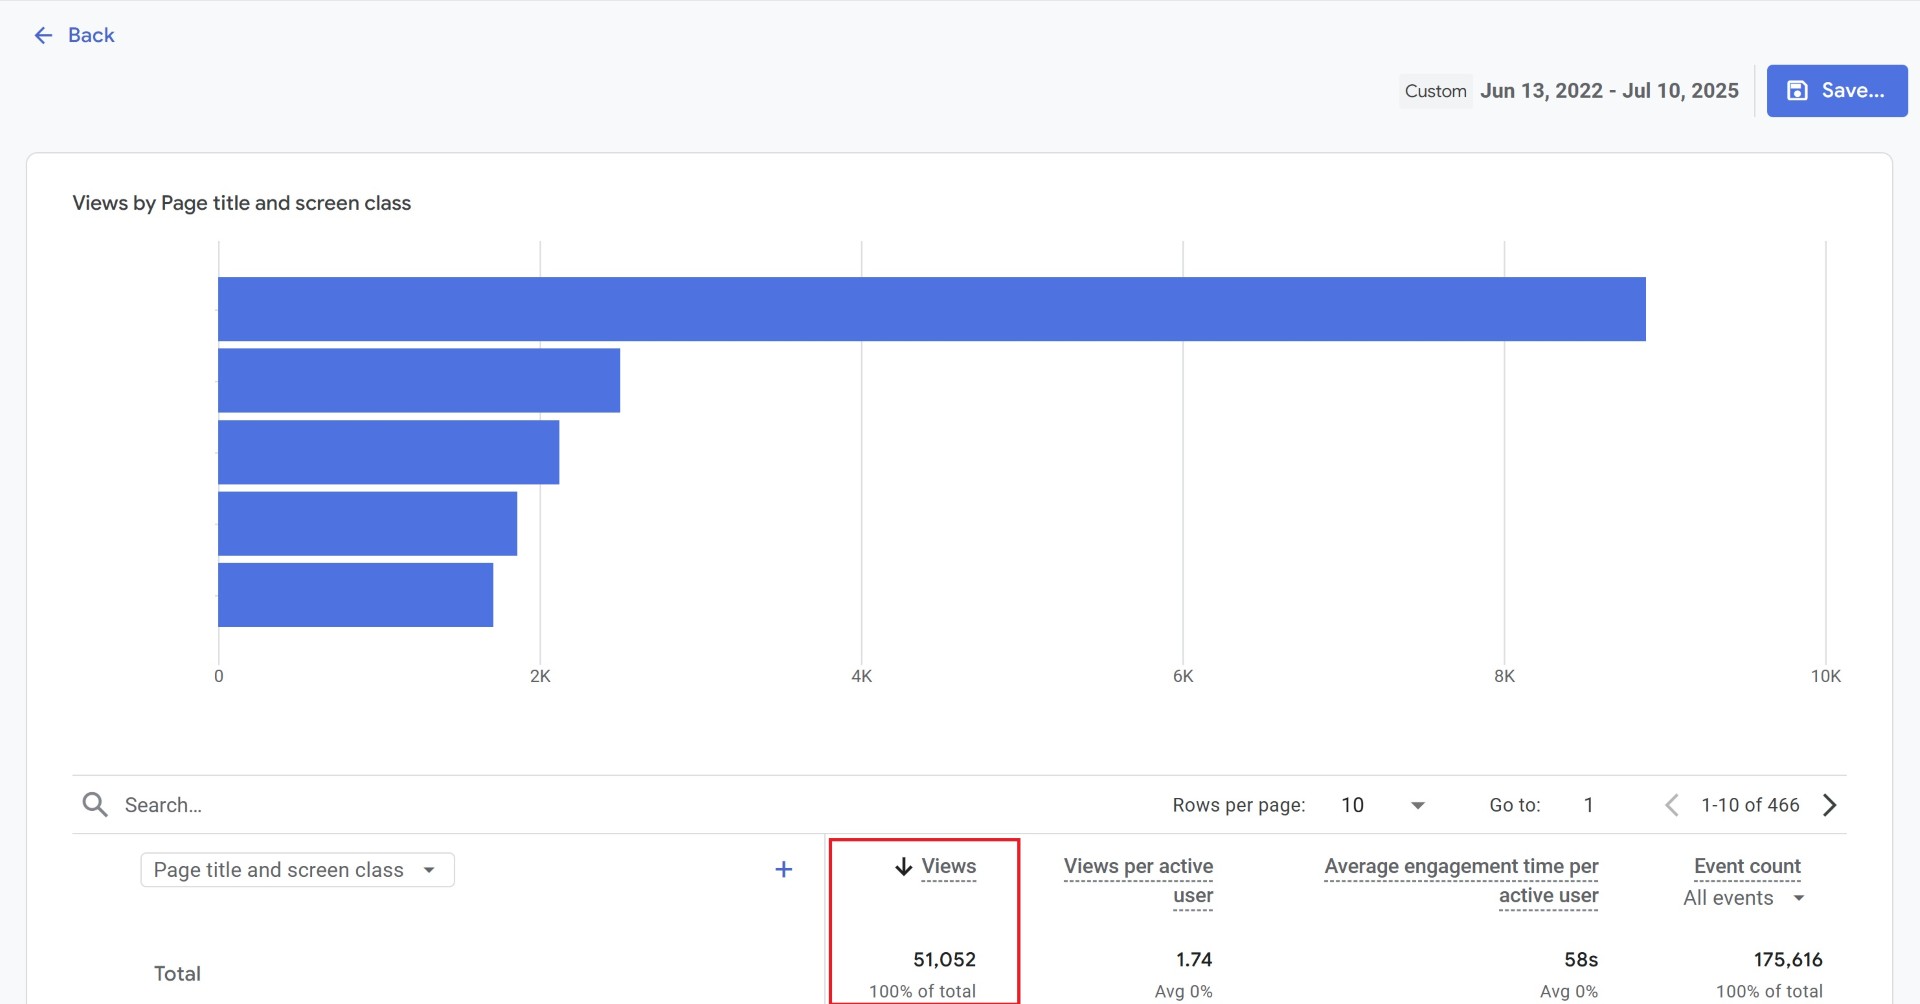 Back
Custom Jun 13, 2022 - Jul 10, 2025 Save...
Views by Page title and screen class
0 2K 4K 6K 8K 10K
Search... Rows per page: 10 Go to: 1 1-10 of 466
Page title and screen class + Views Views per active Average engagement time per Event count
user active user All events
51,052 1.74 58s 175,616
Total
100% of total Avg 0% Avg 0% 100% of total